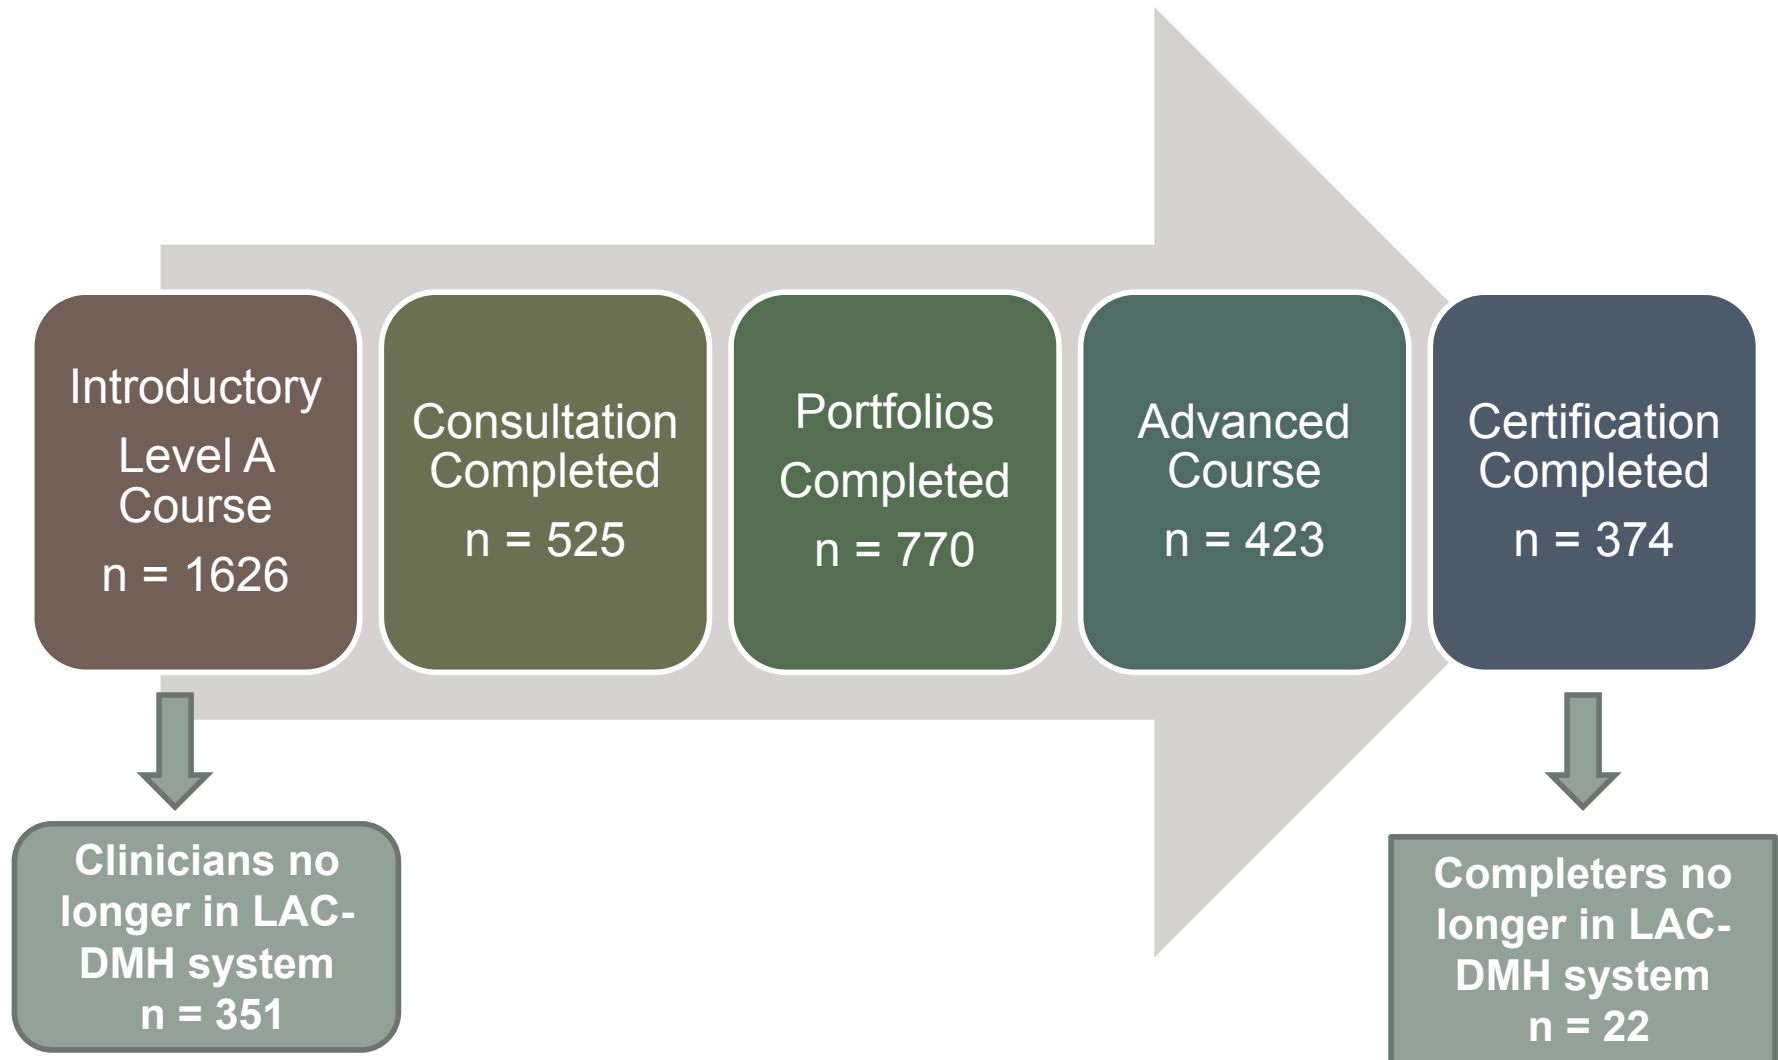 Introductory
Level A
Course
n = 1626
Consultation
Completed
n = 525
Portfolios
Completed
n = 770
Advanced
Course
n = 423
Certification
Completed
n = 374
Clinicians no
longer in LAC-
DMH system
n = 351
Completers no
longer in LAC-
DMH system
n = 22